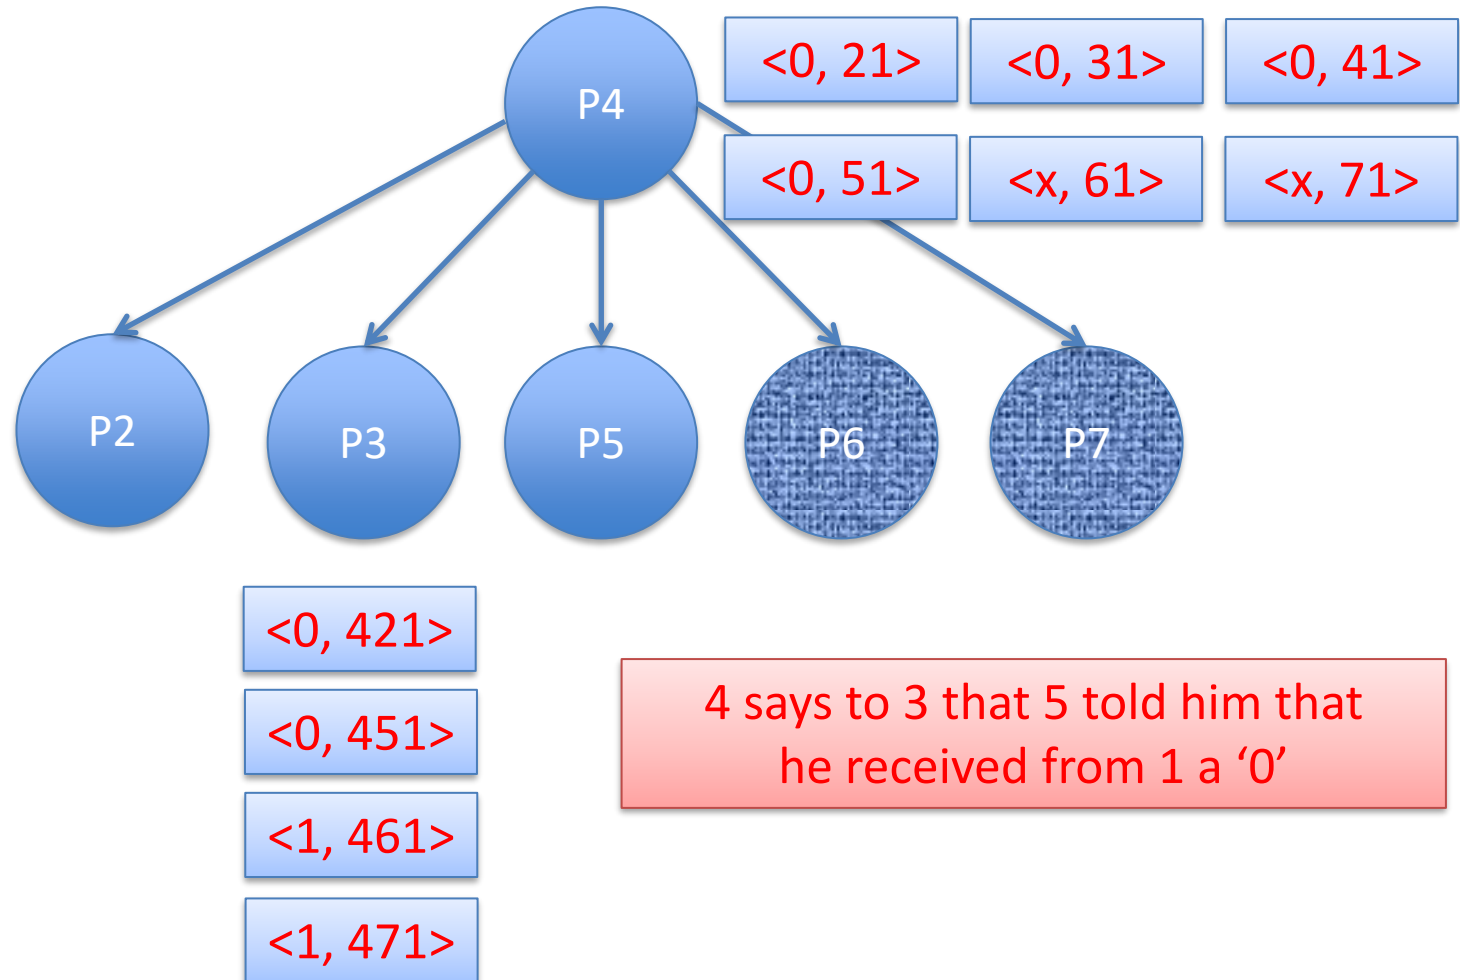 P4
<0, 21>
<0, 31>
<0, 41>
<0, 51>
<x, 61>
<x, 71>
P2
P3
P5
P6
P7
<0, 421>
<0, 451>
<1, 461>
<1, 471>
4 says to 3 that 5 told him that
he received from 1 a ‘0’